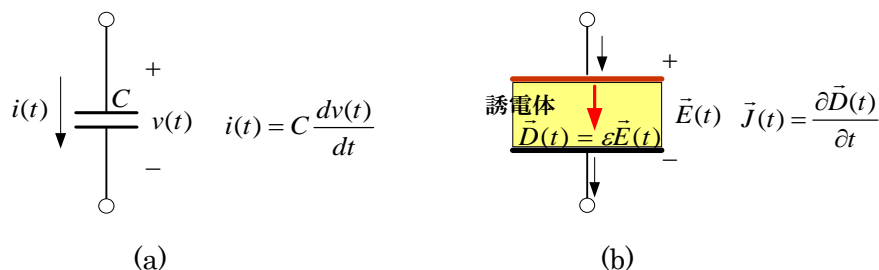 +
i(t)
C
v(t)
−
i(t) = C dv(t)/dt
(a)
+
誘電体
D⃗(t) = εE⃗(t)
E⃗(t)
−
J⃗(t) = ∂D⃗(t)/∂t
(b)